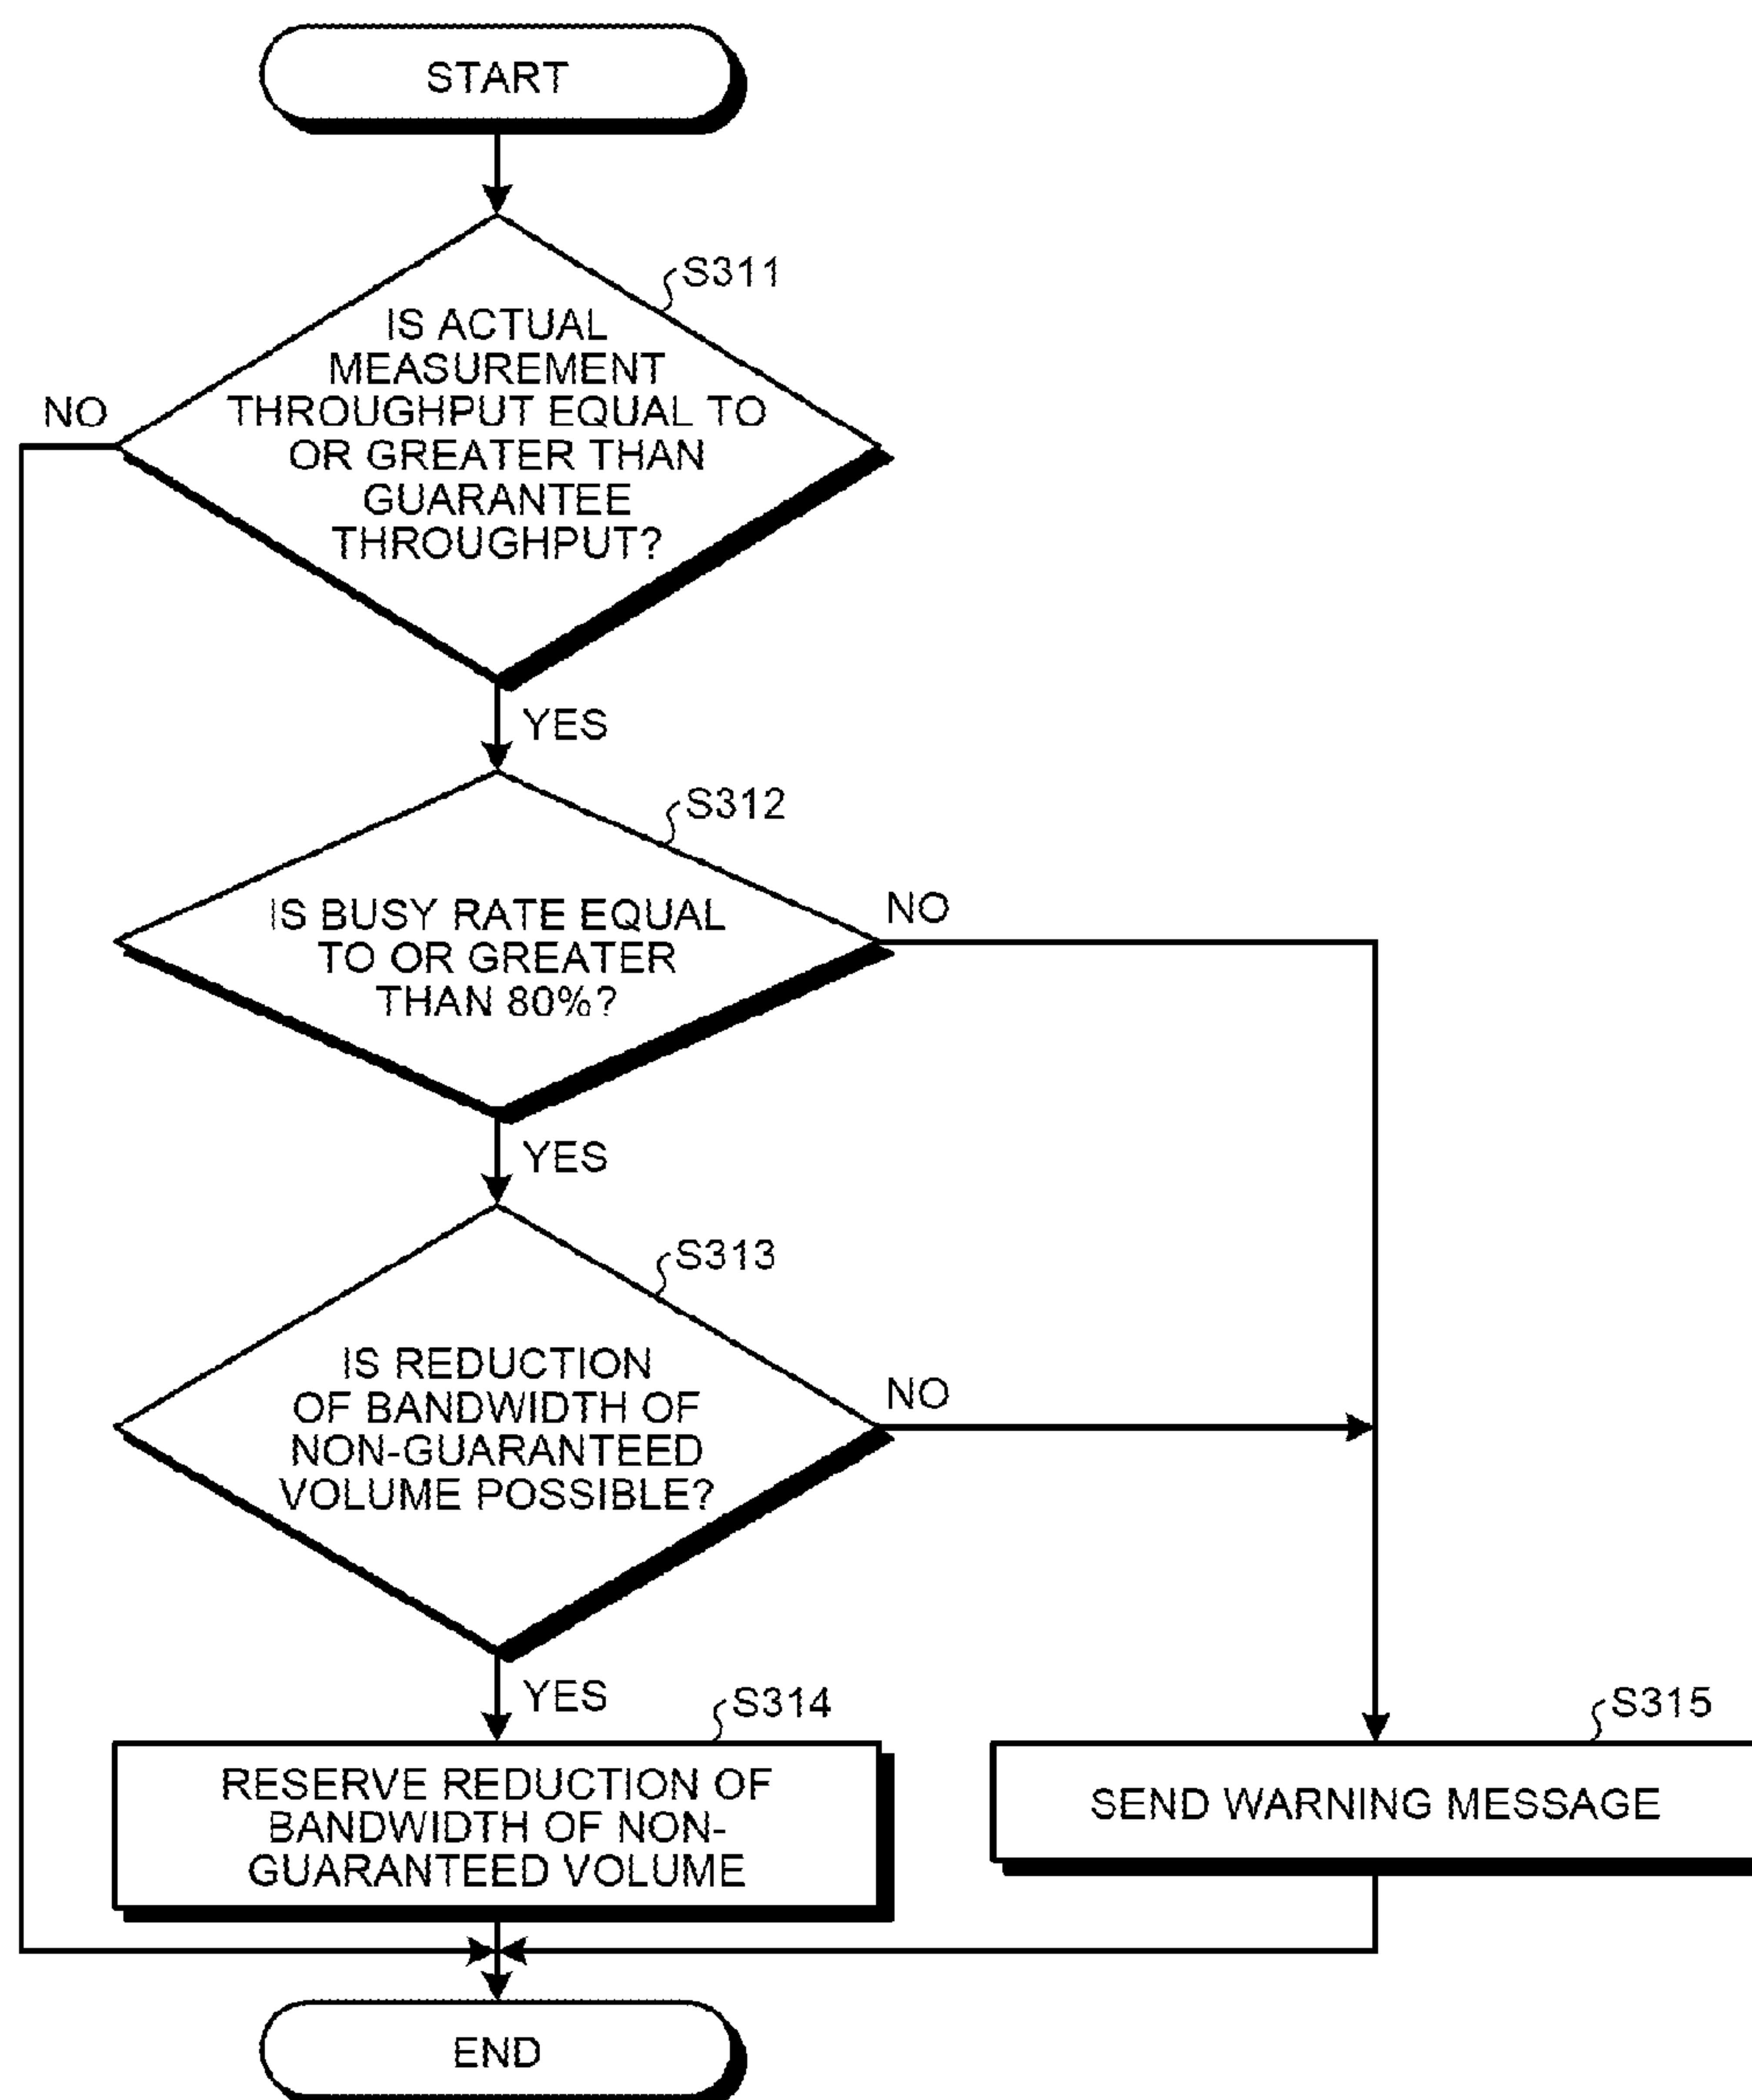 START
S311
IS ACTUAL
MEASUREMENT
THROUGHPUT EQUAL TO
OR GREATER THAN
GUARANTEE
THROUGHPUT?
NO
YES
S312
IS BUSY RATE EQUAL
TO OR GREATER
THAN 80%?
NO
YES
S313
IS REDUCTION
OF BANDWIDTH OF
NON-GUARANTEED
VOLUME POSSIBLE?
NO
YES
S314
RESERVE REDUCTION OF
BANDWIDTH OF NON-
GUARANTEED VOLUME
S315
SEND WARNING MESSAGE
END